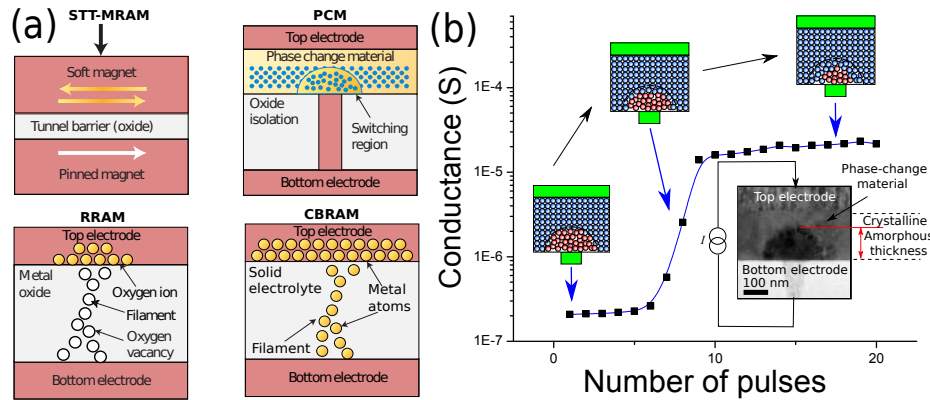 (a)
STT-MRAM
Soft magnet
Tunnel barrier (oxide)
Pinned magnet
PCM
Top electrode
Phase change material
Oxide
isolation
Switching
region
Bottom electrode
RRAM
Top electrode
Metal
oxide
Oxygen ion
Filament
Oxygen
vacancy
Bottom electrode
CBRAM
Top electrode
Solid
electrolyte
Metal
atoms
Filament
Bottom electrode
(b)
Conductance (S)
1E-4
1E-5
1E-6
1E-7
0
10
20
Number of pulses
I
Top electrode
Bottom electrode
100 nm
Phase-change
material
Crystalline
Amorphous
thickness